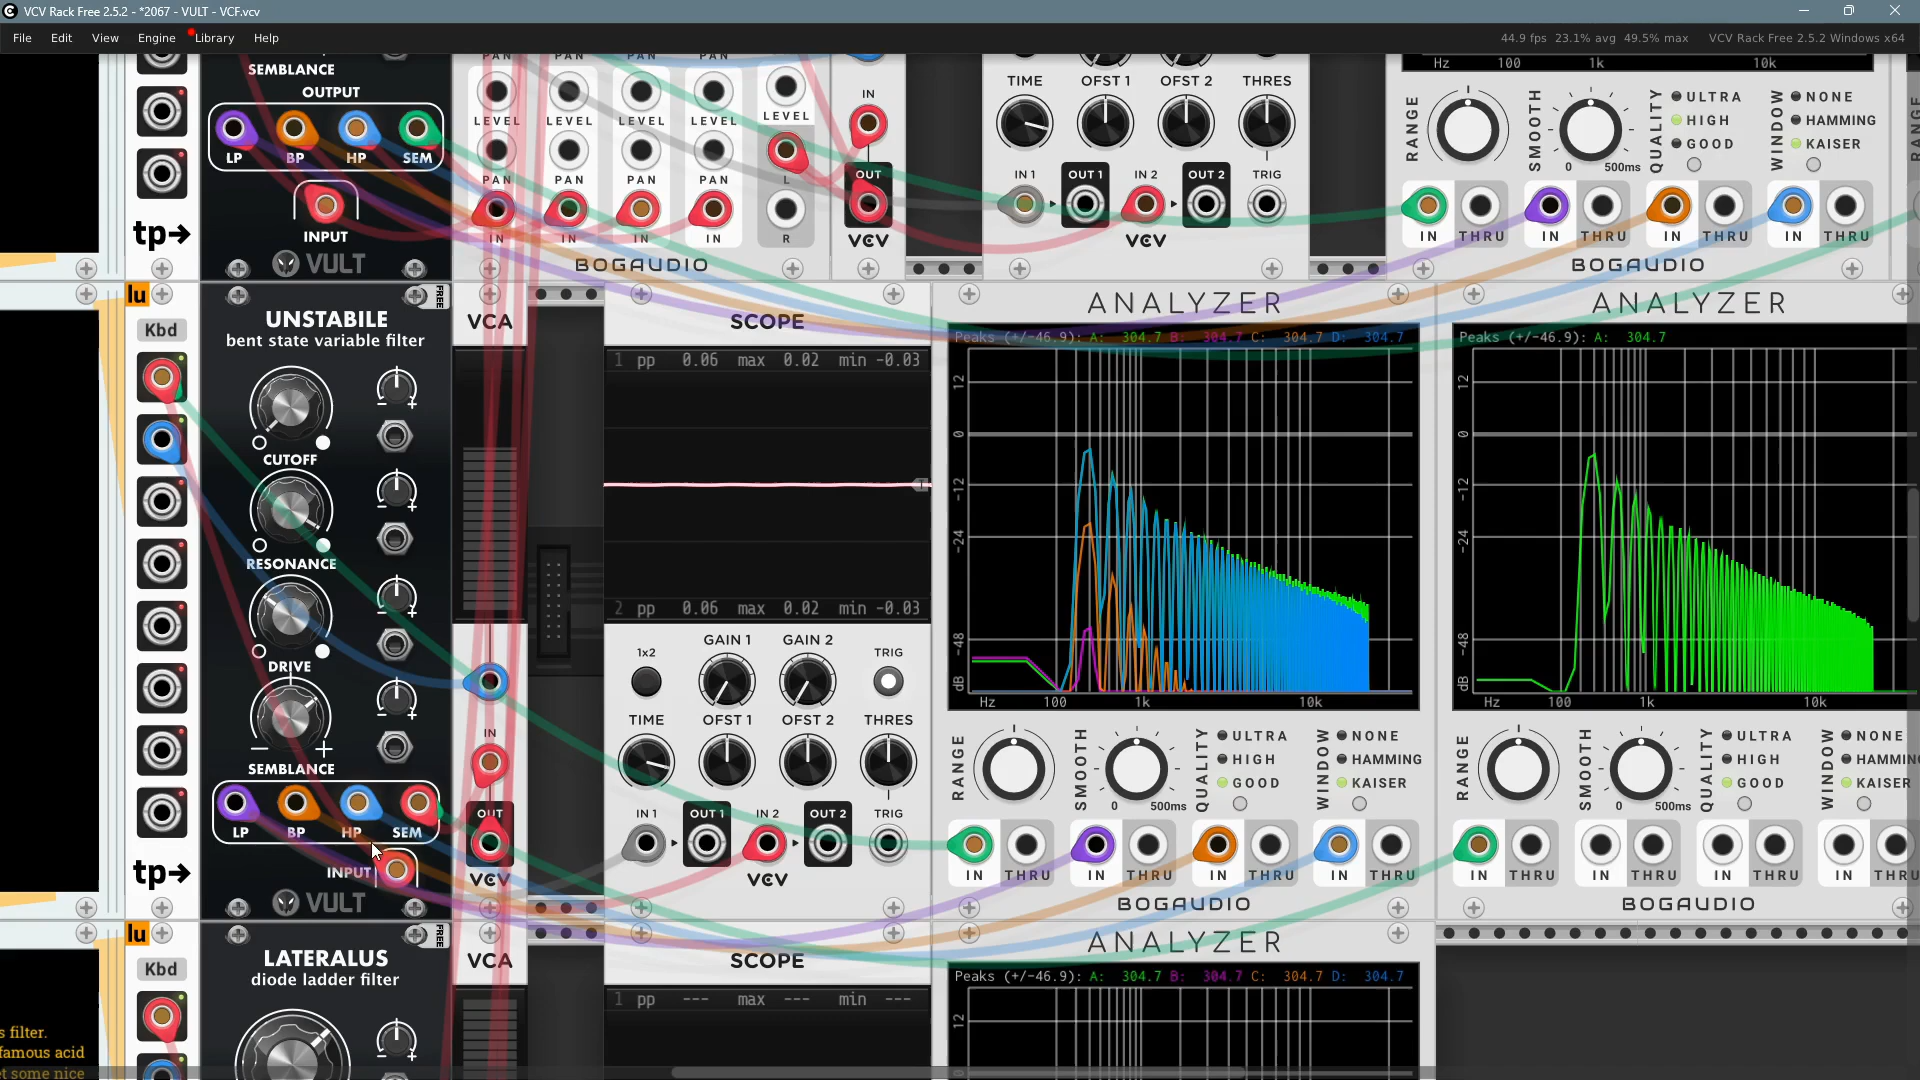 VCV Rack Free 2.5.2 - *2067 - VULT - VCF.vcv
File Edit View Engine Library Help
44.9 fps 23.1% avg 49.5% max VCV Rack Free 2.5.2 Windows x64
SEMBLANCE
OUTPUT
LP BP HP SEM
INPUT
VULT
tp
PAN PAN PAN PAN
LEVEL LEVEL LEVEL LEVEL LEVEL
PAN PAN PAN PAN L
IN IN IN IN R
BOGAUDIO
IN
OUT
VCV
TIME OFST 1 OFST 2 THRES
IN 1 OUT 1 IN 2 OUT 2 TRIG
VCV
Hz 100 1k 10k
RANGE
SMOOTH
0 500ms
QUALITY
ULTRA
HIGH
GOOD
WINDOW
NONE
HAMMING
KAISER
IN THRU IN THRU IN THRU IN THRU
BOGAUDIO
lu
Kbd
tp
FREE
UNSTABILE
bent state variable filter
CUTOFF
RESONANCE
DRIVE
SEMBLANCE
LP BP HP SEM
INPUT
VULT
VCA
IN
OUT
VCV
SCOPE
1 pp 0.06 max 0.02 min -0.03
2 pp 0.06 max 0.02 min -0.03
GAIN 1 GAIN 2
1x2 TRIG
TIME OFST 1 OFST 2 THRES
IN 1 OUT 1 IN 2 OUT 2 TRIG
VCV
ANALYZER
Peaks (+/-46.9): A: 304.7 B: 304.7 C: 304.7 D: 304.7
12
0
-12
-24
-48
dB
Hz 100 1k 10k
RANGE
SMOOTH
0 500ms
QUALITY
ULTRA
HIGH
GOOD
WINDOW
NONE
HAMMING
KAISER
IN THRU IN THRU IN THRU IN THRU
BOGAUDIO
ANALYZER
Peaks (+/-46.9): A: 304.7
12
0
-12
-24
-48
dB
Hz 100 1k 10k
RANGE
SMOOTH
0 500ms
QUALITY
ULTRA
HIGH
GOOD
WINDOW
NONE
HAMMIN
KAISER
IN THRU IN THRU IN THRU IN THRU
BOGAUDIO
s filter.
famous acid
et some nice
lu
Kbd
FREE
LATERALUS
diode ladder filter
VCA
SCOPE
1 pp --- max --- min ---
ANALYZER
Peaks (+/-46.9): A: 304.7 B: 304.7 C: 304.7 D: 304.7
12
0